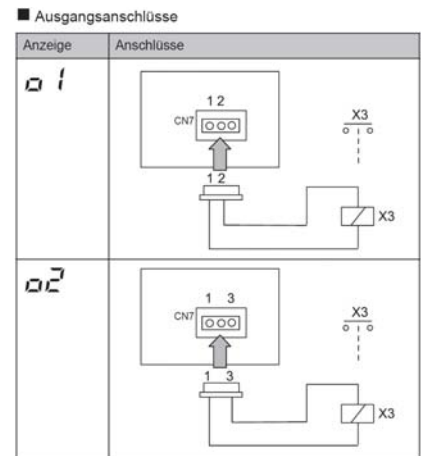 ■ Ausgangsanschlüsse
Anzeige Anschlüsse
o1
1 2
CN7
X3
1 2
X3
o2
1 3
CN7
X3
1 3
X3